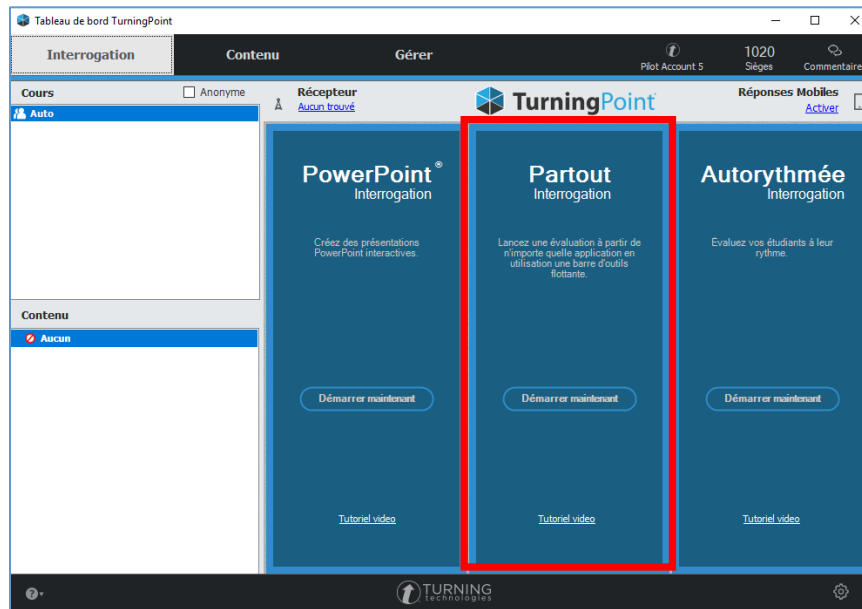 Tableau de bord TurningPoint
Interrogation
Contenu
Gérer
Pilot Account 5
1020
Sièges
Commentaire
Cours
Anonyme
Auto
Récepteur
Aucun trouvé
TurningPoint
Réponses Mobiles
Activer
PowerPoint®
Interrogation
Créez des présentations
PowerPoint interactives.
Démarrer maintenant
Tutoriel video
Partout
Interrogation
Lancez une évaluation à partir de
n'importe quelle application en
utilisation une barre d'outils
flottante.
Démarrer maintenant
Tutoriel video
Autorythmée
Interrogation
Évaluez vos étudiants à leur
rythme.
Démarrer maintenant
Tutoriel video
Contenu
Aucun
TURNING
technologies